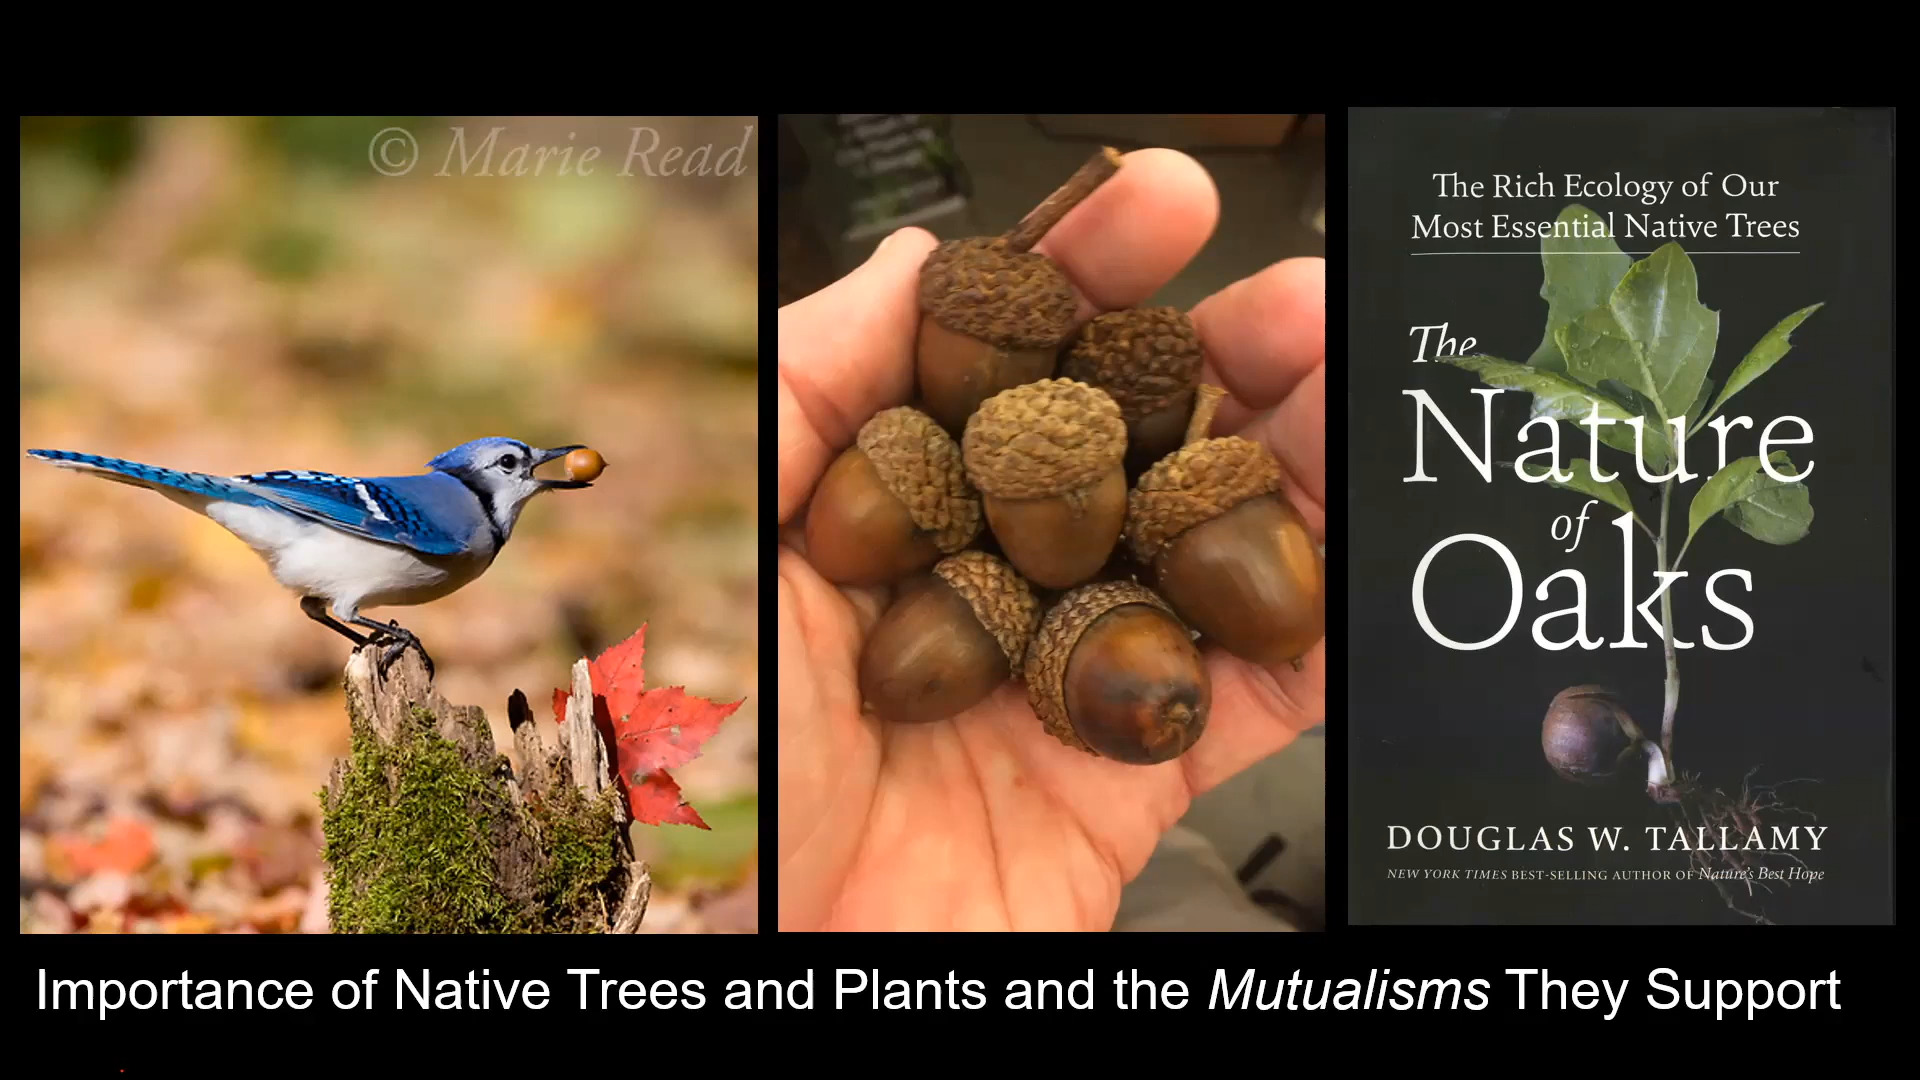 © Marie Read
The Rich Ecology of Our
Most Essential Native Trees
The
Nature
of
Oaks
DOUGLAS W. TALLAMY
NEW YORK TIMES BEST-SELLING AUTHOR OF Nature's Best Hope
Importance of Native Trees and Plants and the Mutualisms They Support